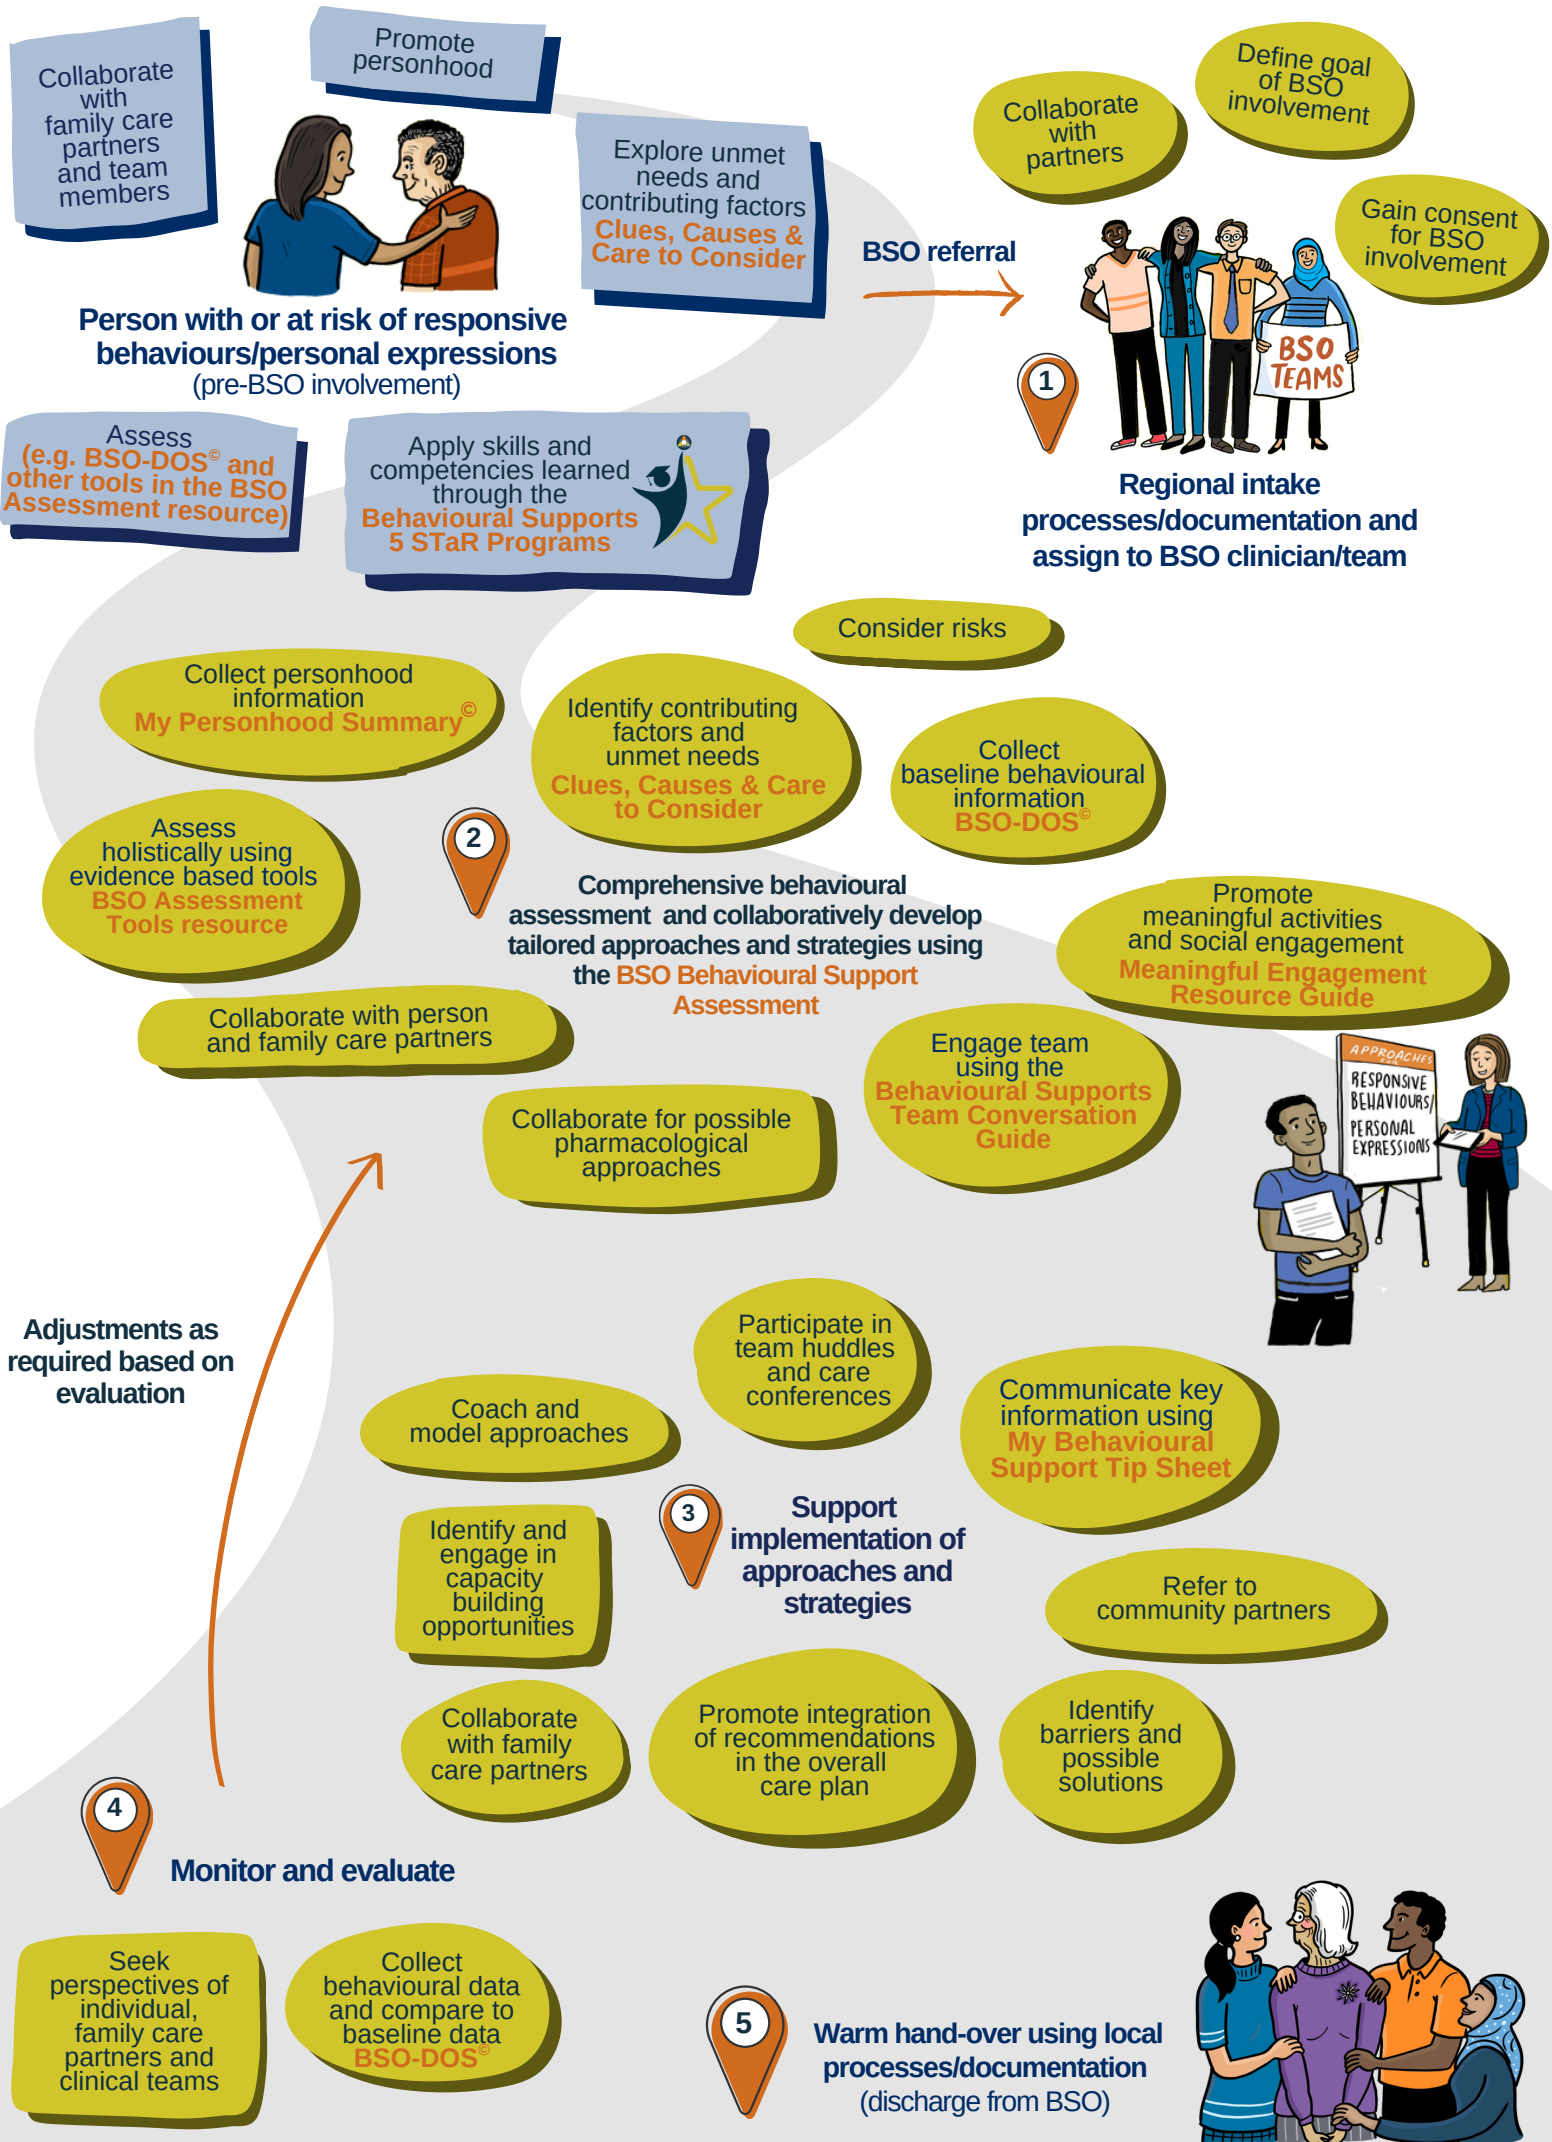 Collaborate
with
family care
partners
and team
members
Promote
personhood
Explore unmet
needs and
contributing factors
Clues, Causes &
Care to Consider
BSO referral
Collaborate
with
partners
Define goal
of BSO
involvement
Gain consent
for BSO
involvement
BSO
TEAMS
Person with or at risk of responsive
behaviours/personal expressions
(pre-BSO involvement)
1
Regional intake
processes/documentation and
assign to BSO clinician/team
Assess
(e.g. BSO-DOS© and
other tools in the BSO
Assessment resource)
Apply skills and
competencies learned
through the
Behavioural Supports
5 STaR Programs
Consider risks
Collect personhood
information
My Personhood Summary©
Identify contributing
factors and
unmet needs
Clues, Causes & Care
to Consider
Collect
baseline behavioural
information
BSO-DOS©
Assess
holistically using
evidence based tools
BSO Assessment
Tools resource
2
Comprehensive behavioural
assessment and collaboratively develop
tailored approaches and strategies using
the BSO Behavioural Support
Assessment
Promote
meaningful activities
and social engagement
Meaningful Engagement
Resource Guide
Collaborate with person
and family care partners
Engage team
using the
Behavioural Supports
Team Conversation
Guide
Collaborate for possible
pharmacological
approaches
APPROACHES
FOR
RESPONSIVE
BEHAVIOURS/
PERSONAL
EXPRESSIONS
Adjustments as
required based on
evaluation
Participate in
team huddles
and care
conferences
Coach and
model approaches
Communicate key
information using
My Behavioural
Support Tip Sheet
3
Support
implementation of
approaches and
strategies
Identify and
engage in
capacity
building
opportunities
Refer to
community partners
Collaborate
with family
care partners
Promote integration
of recommendations
in the overall
care plan
Identify
barriers and
possible
solutions
4
Monitor and evaluate
Seek
perspectives of
individual,
family care
partners and
clinical teams
Collect
behavioural data
and compare to
baseline data
BSO-DOS©
5
Warm hand-over using local
processes/documentation
(discharge from BSO)